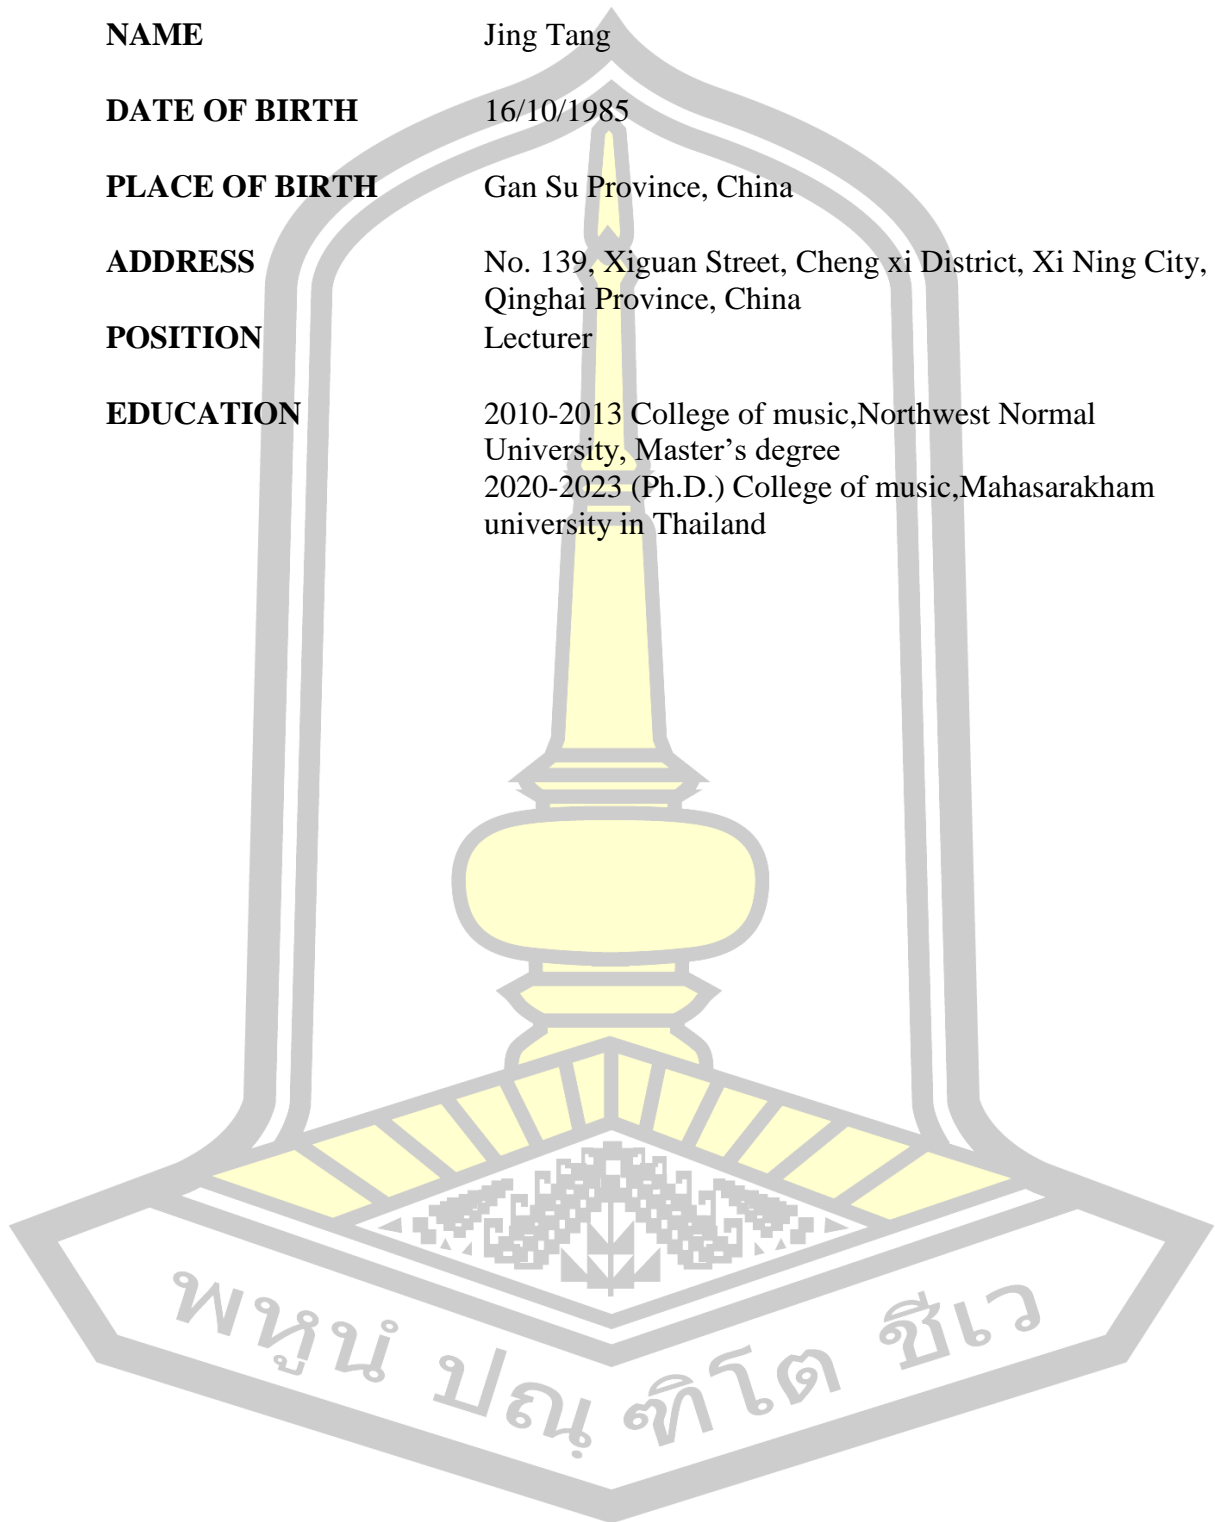 NAME Jing Tang
DATE OF BIRTH 16/10/1985
PLACE OF BIRTH Gan Su Province, China
ADDRESS No. 139, Xiguan Street, Cheng xi District, Xi Ning City,
Qinghai Province, China
POSITION Lecturer
EDUCATION 2010-2013 College of music,Northwest Normal
University, Master’s degree
2020-2023 (Ph.D.) College of music,Mahasarakham
university in Thailand
พหูนํ ปณฺ ฑิโต ชีเว